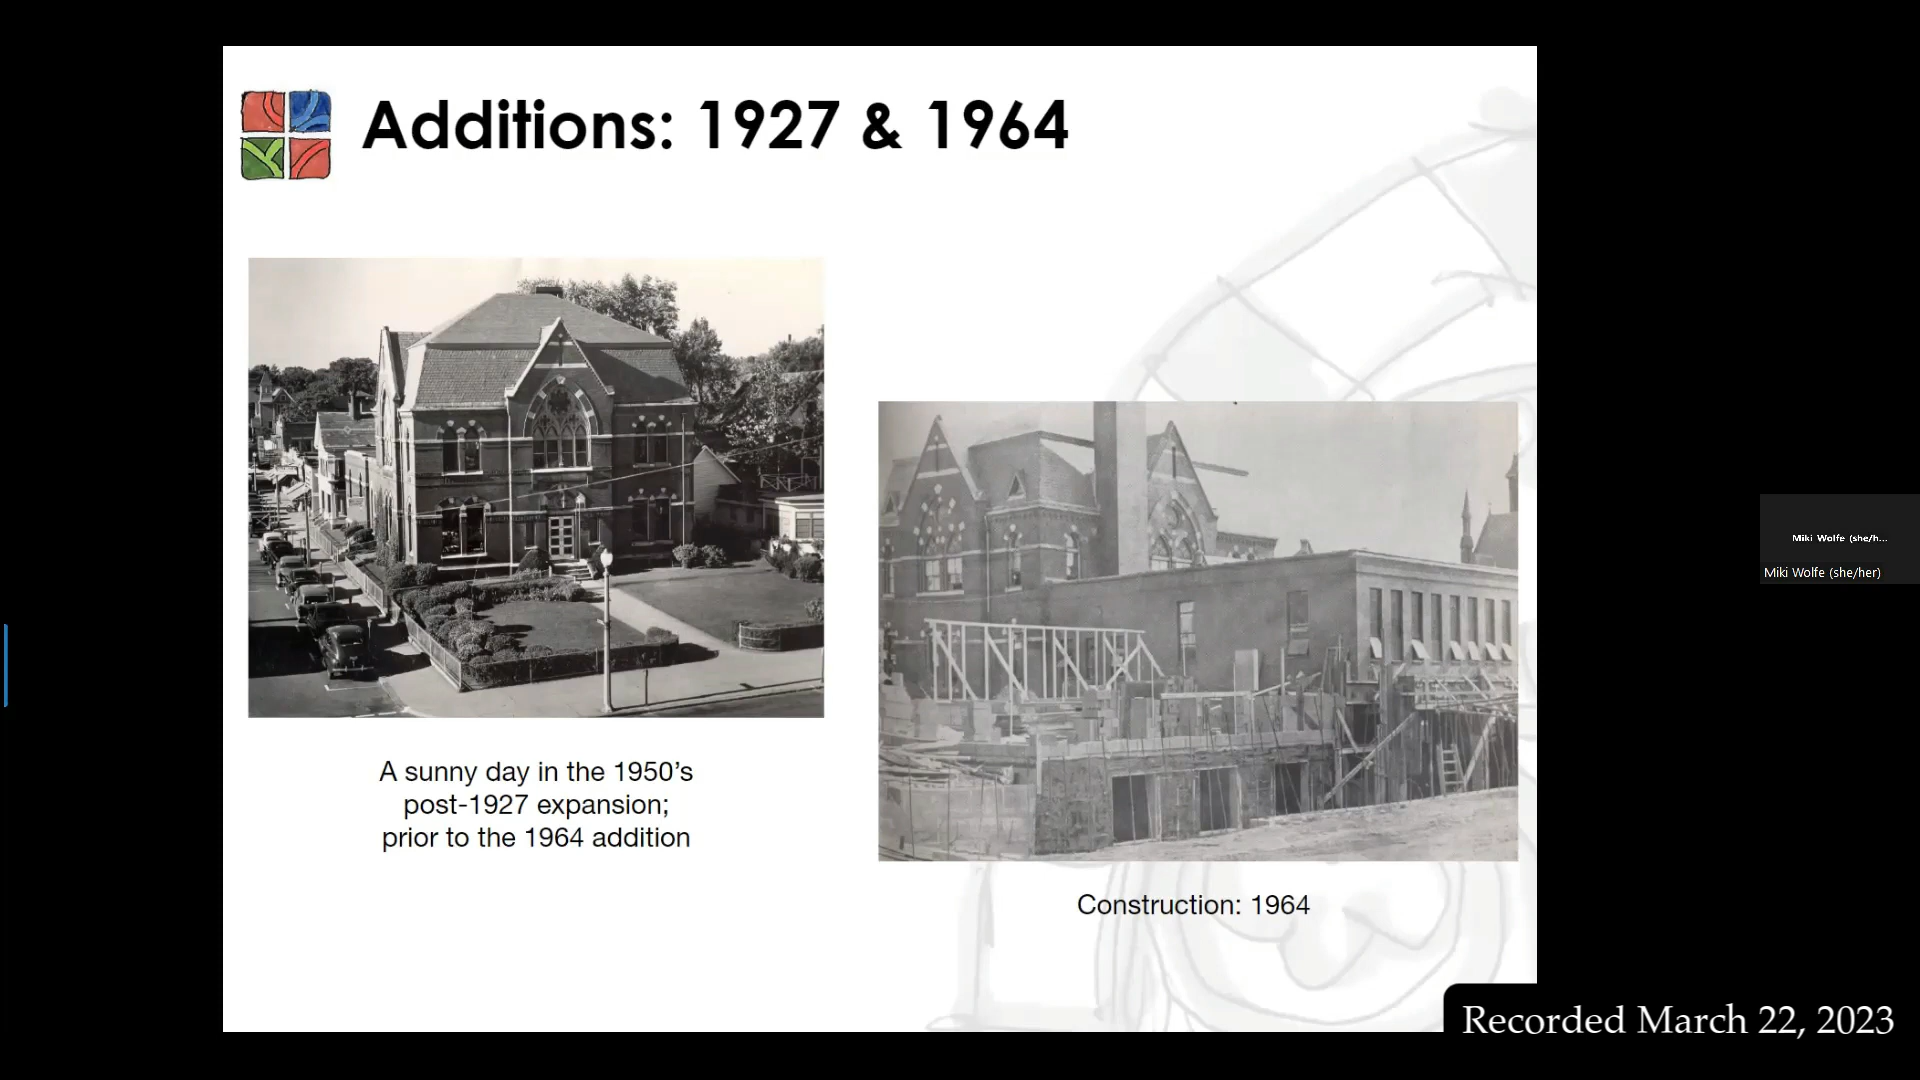 Additions: 1927 & 1964
A sunny day in the 1950’s
post-1927 expansion;
prior to the 1964 addition
Construction: 1964
Miki Wolfe (she/h...
Miki Wolfe (she/her)
Recorded March 22, 2023